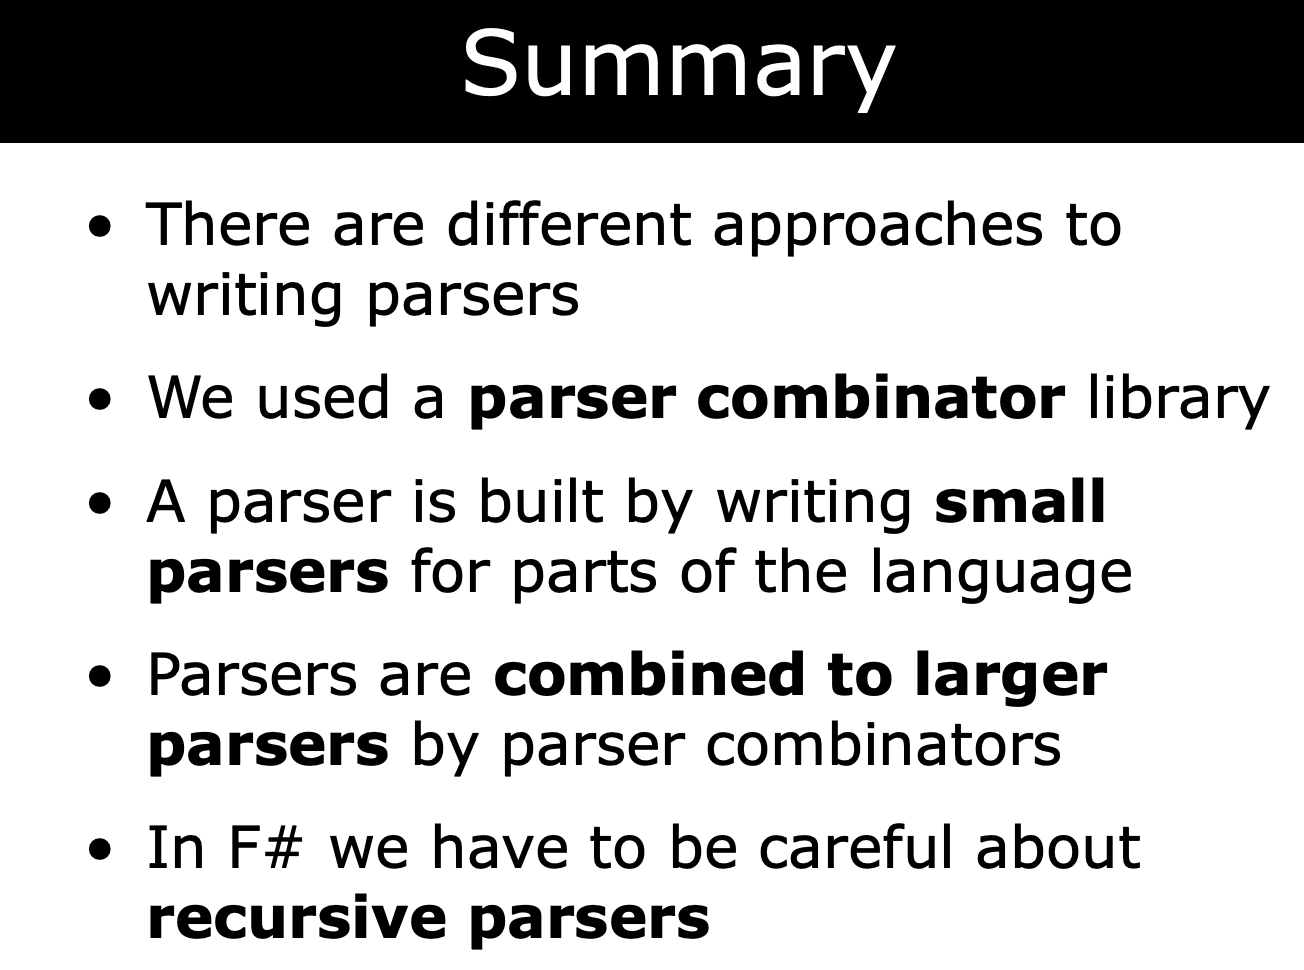 Summary
• There are different approaches to
writing parsers
• We used a parser combinator library
• A parser is built by writing small
parsers for parts of the language
• Parsers are combined to larger
parsers by parser combinators
• In F# we have to be careful about
recursive parsers